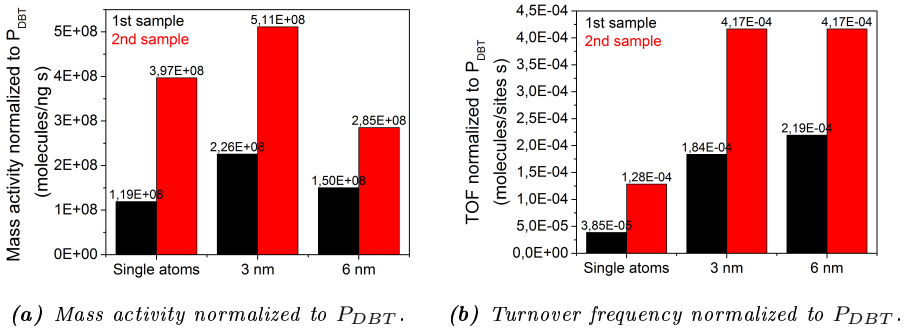 (a)
Mass activity normalized to P_DBT
(molecules/ng s)
1st sample
2nd sample
5E+08
4E+08
3E+08
2E+08
1E+08
0E+00
1,19E+08
3,97E+08
2,26E+08
5,11E+08
1,50E+08
2,85E+08
Single atoms 3 nm 6 nm
(a) Mass activity normalized to P_DBT.
(b)
TOF normalized to P_DBT
(molecules/sites s)
1st sample
2nd sample
4,5E-04
4,0E-04
3,5E-04
3,0E-04
2,5E-04
2,0E-04
1,5E-04
1,0E-04
5,0E-05
0,0E-05
3,85E-05
1,28E-04
1,84E-04
4,17E-04
2,19E-04
4,17E-04
Single atoms 3 nm 6 nm
(b) Turnover frequency normalized to P_DBT.